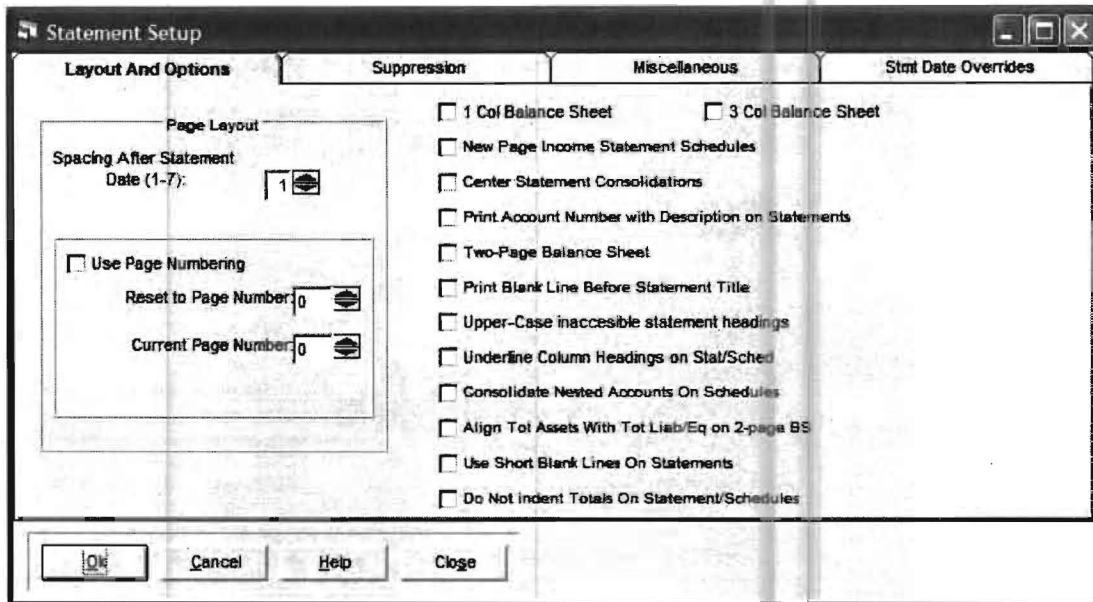 Statement Setup
Layout And Options
Suppression
Miscellaneous
Stmt Date Overrides
Page Layout
Spacing After Statement
Date (1-7):
1
Use Page Numbering
Reset to Page Number:
0
Current Page Number:
0
1 Col Balance Sheet
3 Col Balance Sheet
New Page Income Statement Schedules
Center Statement Consolidations
Print Account Number with Description on Statements
Two-Page Balance Sheet
Print Blank Line Before Statement Title
Upper-Case inaccesible statement headings
Underline Column Headings on Stat/Sched
Consolidate Nested Accounts On Schedules
Align Tot Assets With Tot Liab/Eq on 2-page BS
Use Short Blank Lines On Statements
Do Not Indent Totals On Statement/Schedules
Ok
Cancel
Help
Close